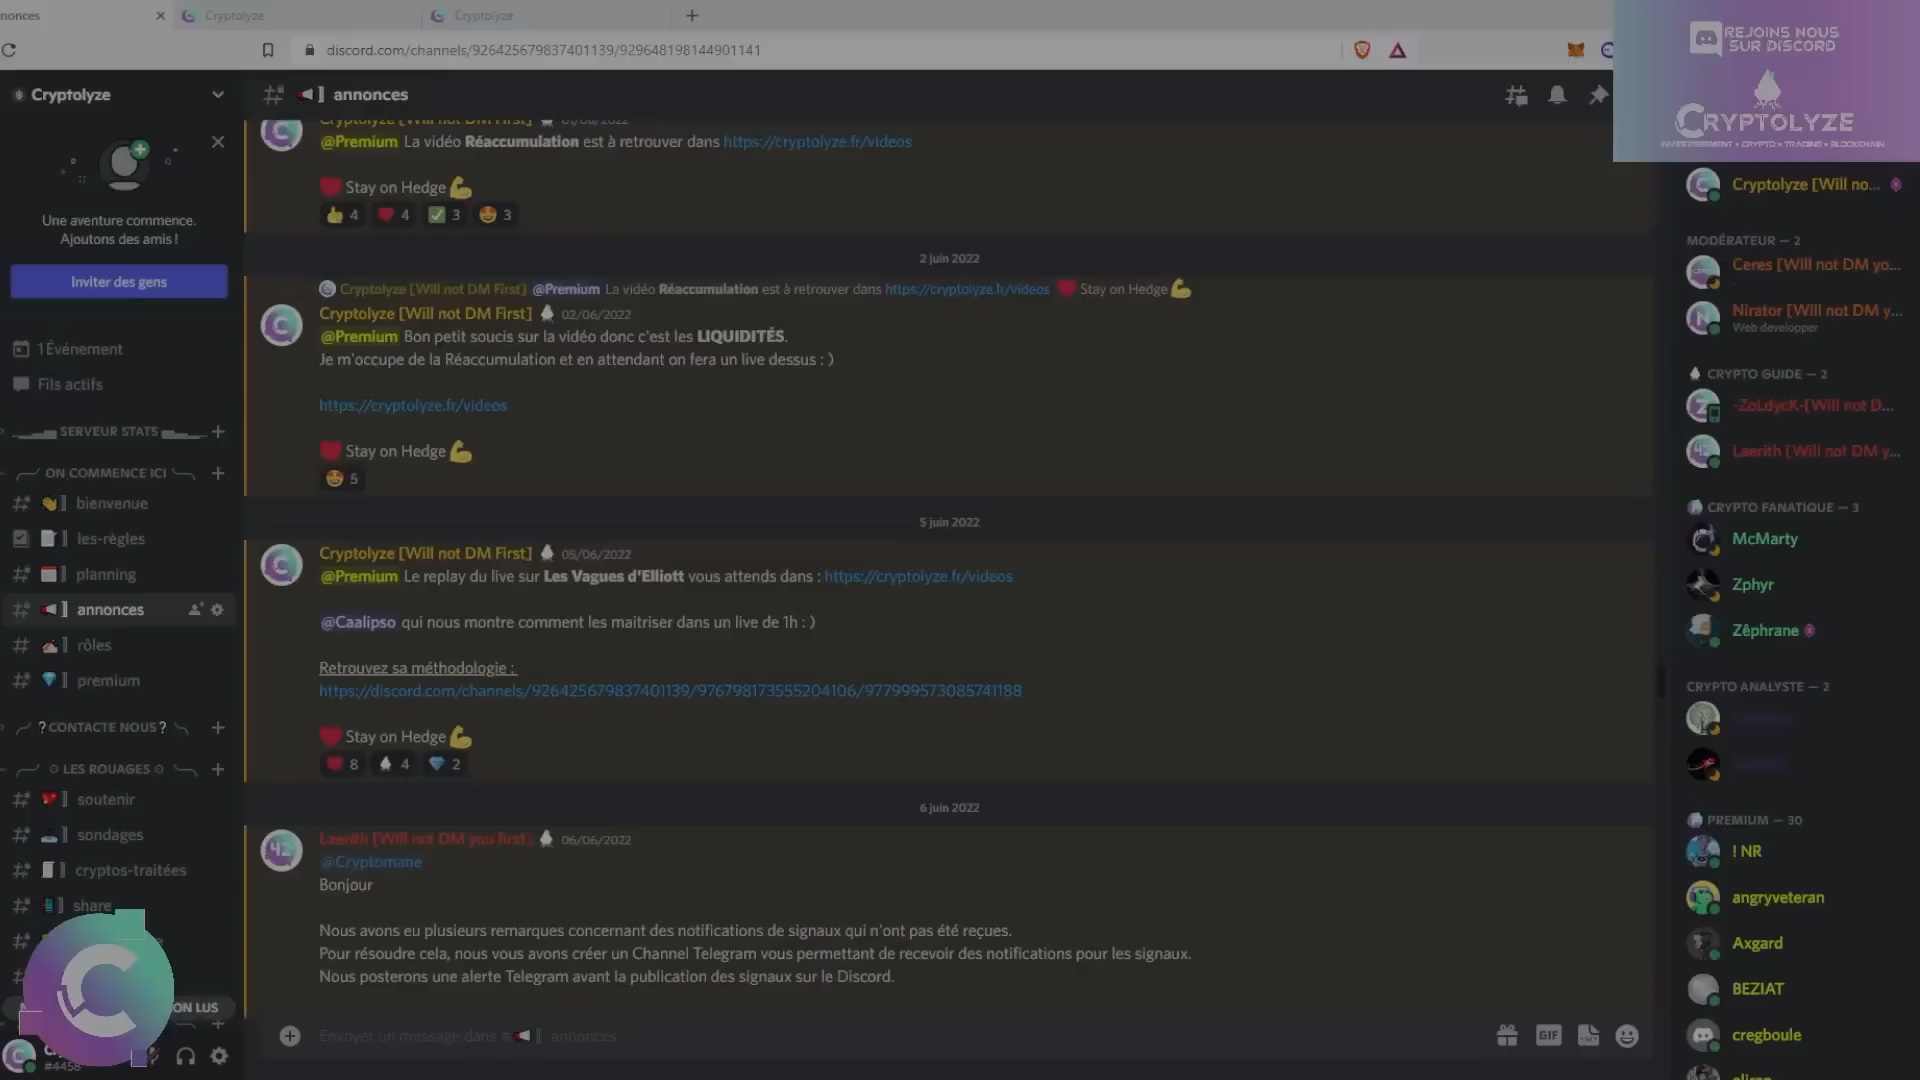 nnonces
Cryptolyze
Cryptolyze
discord.com/channels/926425679837401139/929648198144901141
REJOINS NOUS
SUR DISCORD
CRYPTOLYZE
INVESTISSEMENT • CRYPTO • TRADING • BLOCKCHAIN
Cryptolyze
Une aventure commence.
Ajoutons des amis !
Inviter des gens
1 Événement
Fils actifs
SERVEUR STATS
ON COMMENCE ICI
bienvenue
les-règles
planning
annonces
rôles
premium
? CONTACTE NOUS ?
LES ROUAGES
soutenir
sondages
cryptos-traitées
share
ON LUS
#4458
annonces
Cryptolyze [Will not DM First] 01/06/2022
@Premium La vidéo Réaccumulation est à retrouver dans https://cryptolyze.fr/videos
Stay on Hedge
4 4 3 3
2 juin 2022
Cryptolyze [Will not DM First] @Premium La vidéo Réaccumulation est à retrouver dans https://cryptolyze.fr/videos Stay on Hedge
Cryptolyze [Will not DM First] 02/06/2022
@Premium Bon petit soucis sur la vidéo donc c'est les LIQUIDITÉS.
Je m'occupe de la Réaccumulation et en attendant on fera un live dessus : )
https://cryptolyze.fr/videos
Stay on Hedge
5
5 juin 2022
Cryptolyze [Will not DM First] 05/06/2022
@Premium Le replay du live sur Les Vagues d'Elliott vous attends dans : https://cryptolyze.fr/videos
@Caalipso qui nous montre comment les maitriser dans un live de 1h : )
Retrouvez sa méthodologie :
https://discord.com/channels/926425679837401139/976798173555204106/977999573085741188
Stay on Hedge
8 4 2
6 juin 2022
Laerith [Will not DM you first] 06/06/2022
@Cryptomane
Bonjour
Nous avons eu plusieurs remarques concernant des notifications de signaux qui n'ont pas été reçues.
Pour résoudre cela, nous vous avons créer un Channel Telegram vous permettant de recevoir des notifications pour les signaux.
Nous posterons une alerte Telegram avant la publication des signaux sur le Discord.
Envoyer un message dans # annonces
GIF
Cryptolyze [Will no...
MODÉRATEUR — 2
Ceres [Will not DM yo...
Nirator [Will not DM y...
Web developper
CRYPTO GUIDE — 2
-ZoLdycK-[Will not D...
Laerith [Will not DM y...
CRYPTO FANATIQUE — 3
McMarty
Zphyr
Zêphrane
CRYPTO ANALYSTE — 2
PREMIUM — 30
! NR
angryveteran
Axgard
BEZIAT
cregboule